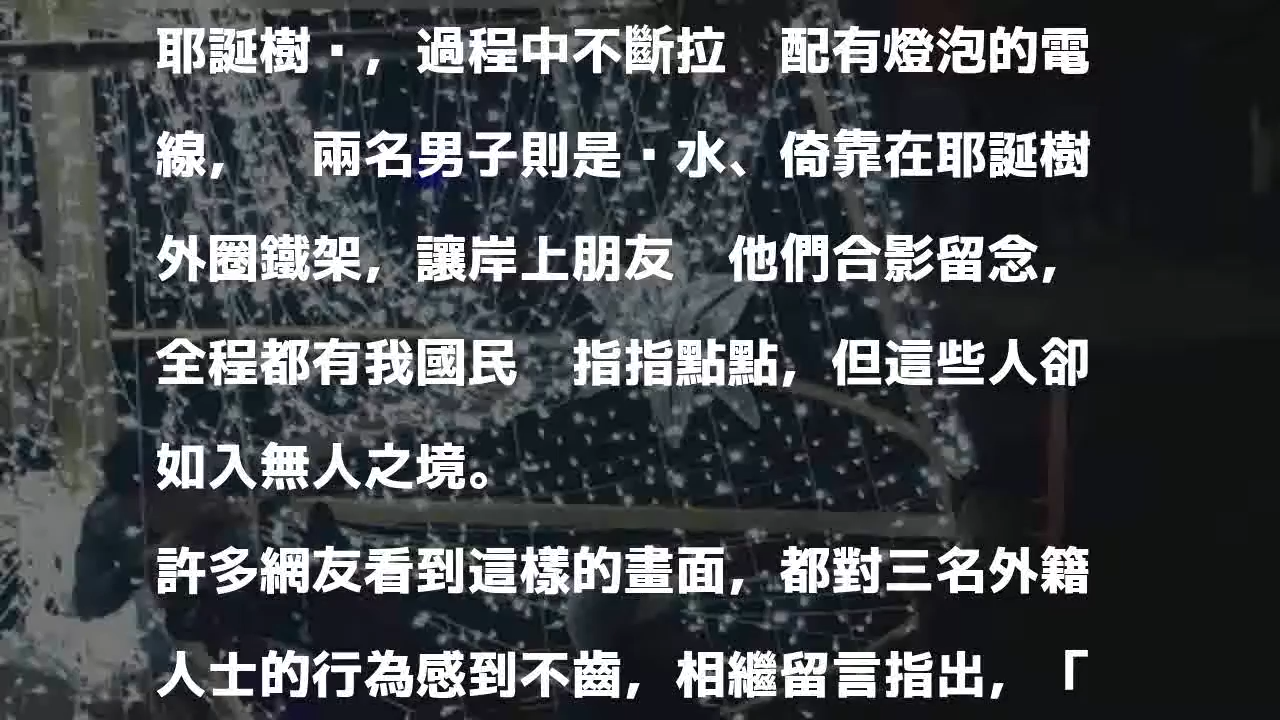 耶誕樹▪，過程中不斷拉　配有燈泡的電
線，　兩名男子則是▪水、倚靠在耶誕樹
外圈鐵架，讓岸上朋友　他們合影留念，
全程都有我國民　指指點點，但這些人卻
如入無人之境。
許多網友看到這樣的畫面，都對三名外籍
人士的行為感到不齒，相繼留言指出，「